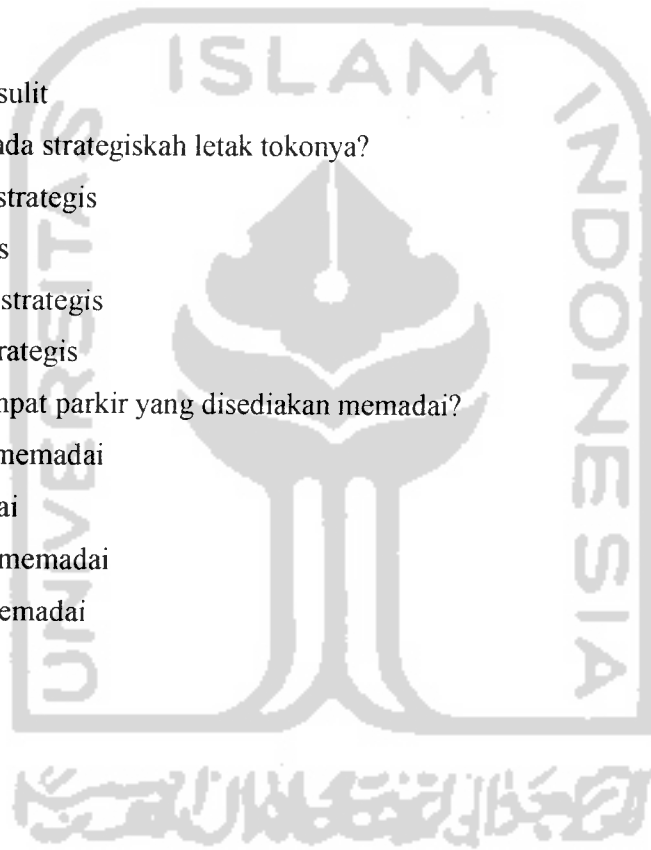 ISLAM
sulit
ada strategiskah letak tokonya?
strategis
s
strategis
rategis
mpat parkir yang disediakan memadai?
memadai
ai
memadai
emadai
UNIVERSITAS
INDONESIA